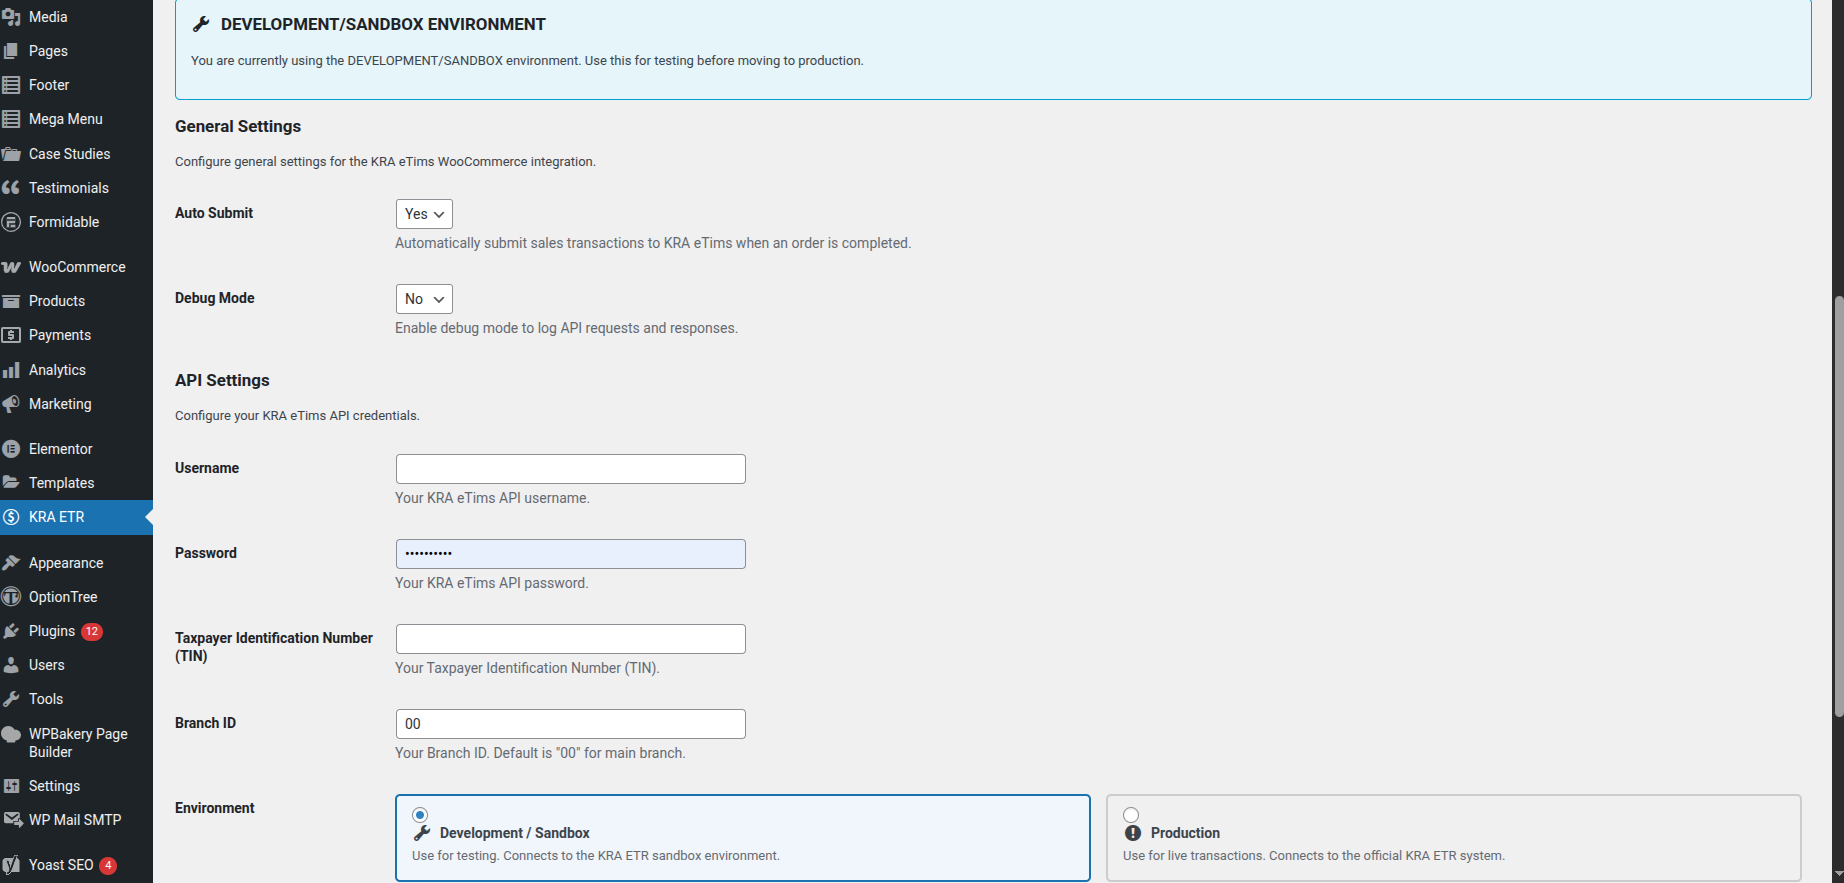 Media
Pages
Footer
Mega Menu
Case Studies
Testimonials
Formidable
WooCommerce
Products
Payments
Analytics
Marketing
Elementor
Templates
KRA ETR
Appearance
OptionTree
Plugins 12
Users
Tools
WPBakery Page
Builder
Settings
WP Mail SMTP
Yoast SEO 4
DEVELOPMENT/SANDBOX ENVIRONMENT
You are currently using the DEVELOPMENT/SANDBOX environment. Use this for testing before moving to production.
General Settings
Configure general settings for the KRA eTims WooCommerce integration.
Auto Submit
Yes
Automatically submit sales transactions to KRA eTims when an order is completed.
Debug Mode
No
Enable debug mode to log API requests and responses.
API Settings
Configure your KRA eTims API credentials.
Username
Your KRA eTims API username.
Password
••••••••••
Your KRA eTims API password.
Taxpayer Identification Number
(TIN)
Your Taxpayer Identification Number (TIN).
Branch ID
00
Your Branch ID. Default is "00" for main branch.
Environment
Development / Sandbox
Use for testing. Connects to the KRA ETR sandbox environment.
Production
Use for live transactions. Connects to the official KRA ETR system.